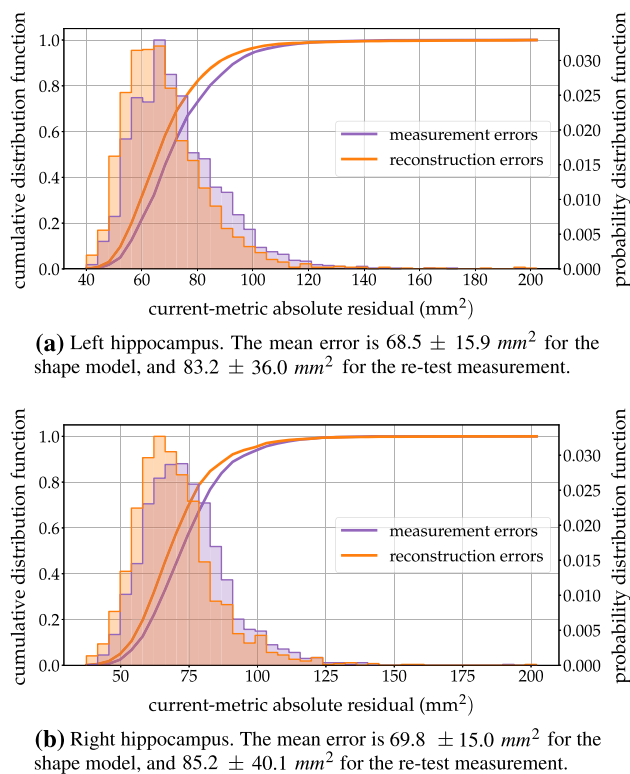 cumulative distribution function
1.0
0.8
0.6
0.4
0.2
0.0
measurement errors
reconstruction errors
0.030
0.025
0.020
0.015
0.010
0.005
0.000
probability distribution function
40 60 80 100 120 140 160 180 200
current-metric absolute residual (mm²)
(a) Left hippocampus. The mean error is 68.5 ± 15.9 mm² for the
shape model, and 83.2 ± 36.0 mm² for the re-test measurement.
cumulative distribution function
1.0
0.8
0.6
0.4
0.2
0.0
measurement errors
reconstruction errors
0.030
0.025
0.020
0.015
0.010
0.005
0.000
probability distribution function
50 75 100 125 150 175 200
current-metric absolute residual (mm²)
(b) Right hippocampus. The mean error is 69.8 ± 15.0 mm² for the
shape model, and 85.2 ± 40.1 mm² for the re-test measurement.